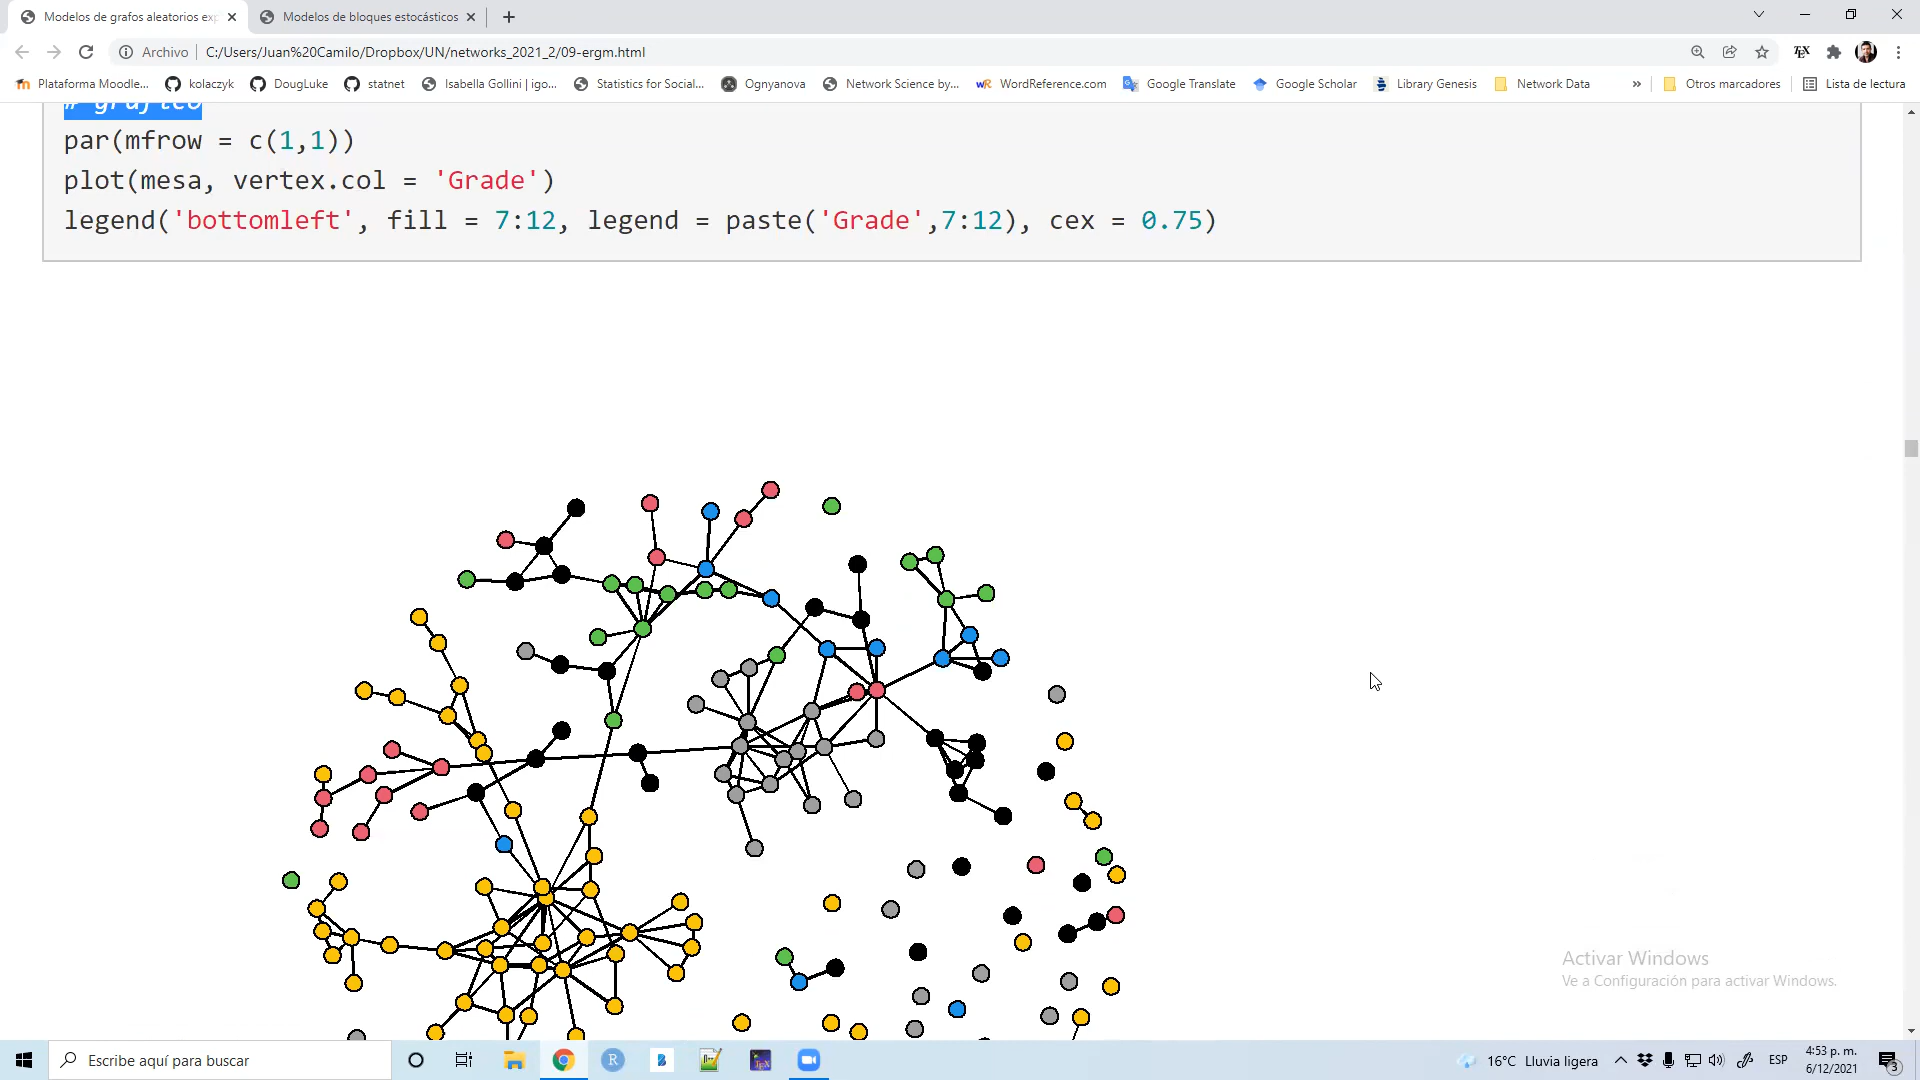 Modelos de grafos aleatorios exp
Modelos de bloques estocásticos
Archivo
C:/Users/Juan%20Camilo/Dropbox/UN/networks_2021_2/09-ergm.html
Plataforma Moodle...
kolaczyk
DougLuke
statnet
Isabella Gollini | igo...
Statistics for Social...
Ognyanova
Network Science by...
WordReference.com
Google Translate
Google Scholar
Library Genesis
Network Data
»
Otros marcadores
Lista de lectura
# grafico
par(mfrow = c(1,1))
plot(mesa, vertex.col = 'Grade')
legend('bottomleft', fill = 7:12, legend = paste('Grade',7:12), cex = 0.75)
Activar Windows
Ve a Configuración para activar Windows.
Escribe aquí para buscar
16°C Lluvia ligera
ESP
4:53 p. m.
6/12/2021
3